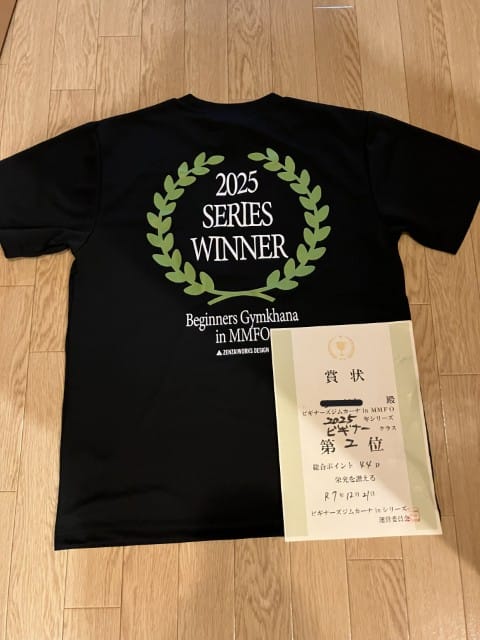 2025
SERIES
WINNER
Beginners Gymkhana
in MMFO
ZENZAIWORKS DESIGN
賞状
殿
ビギナーズジムカーナ in MMFO
2025 年シリーズ
ビギナー クラス
第2位
総合ポイント 44P
栄光を讃える
R7年12月21日
ビギナーズジムカーナ inシリーズ
運営委員会